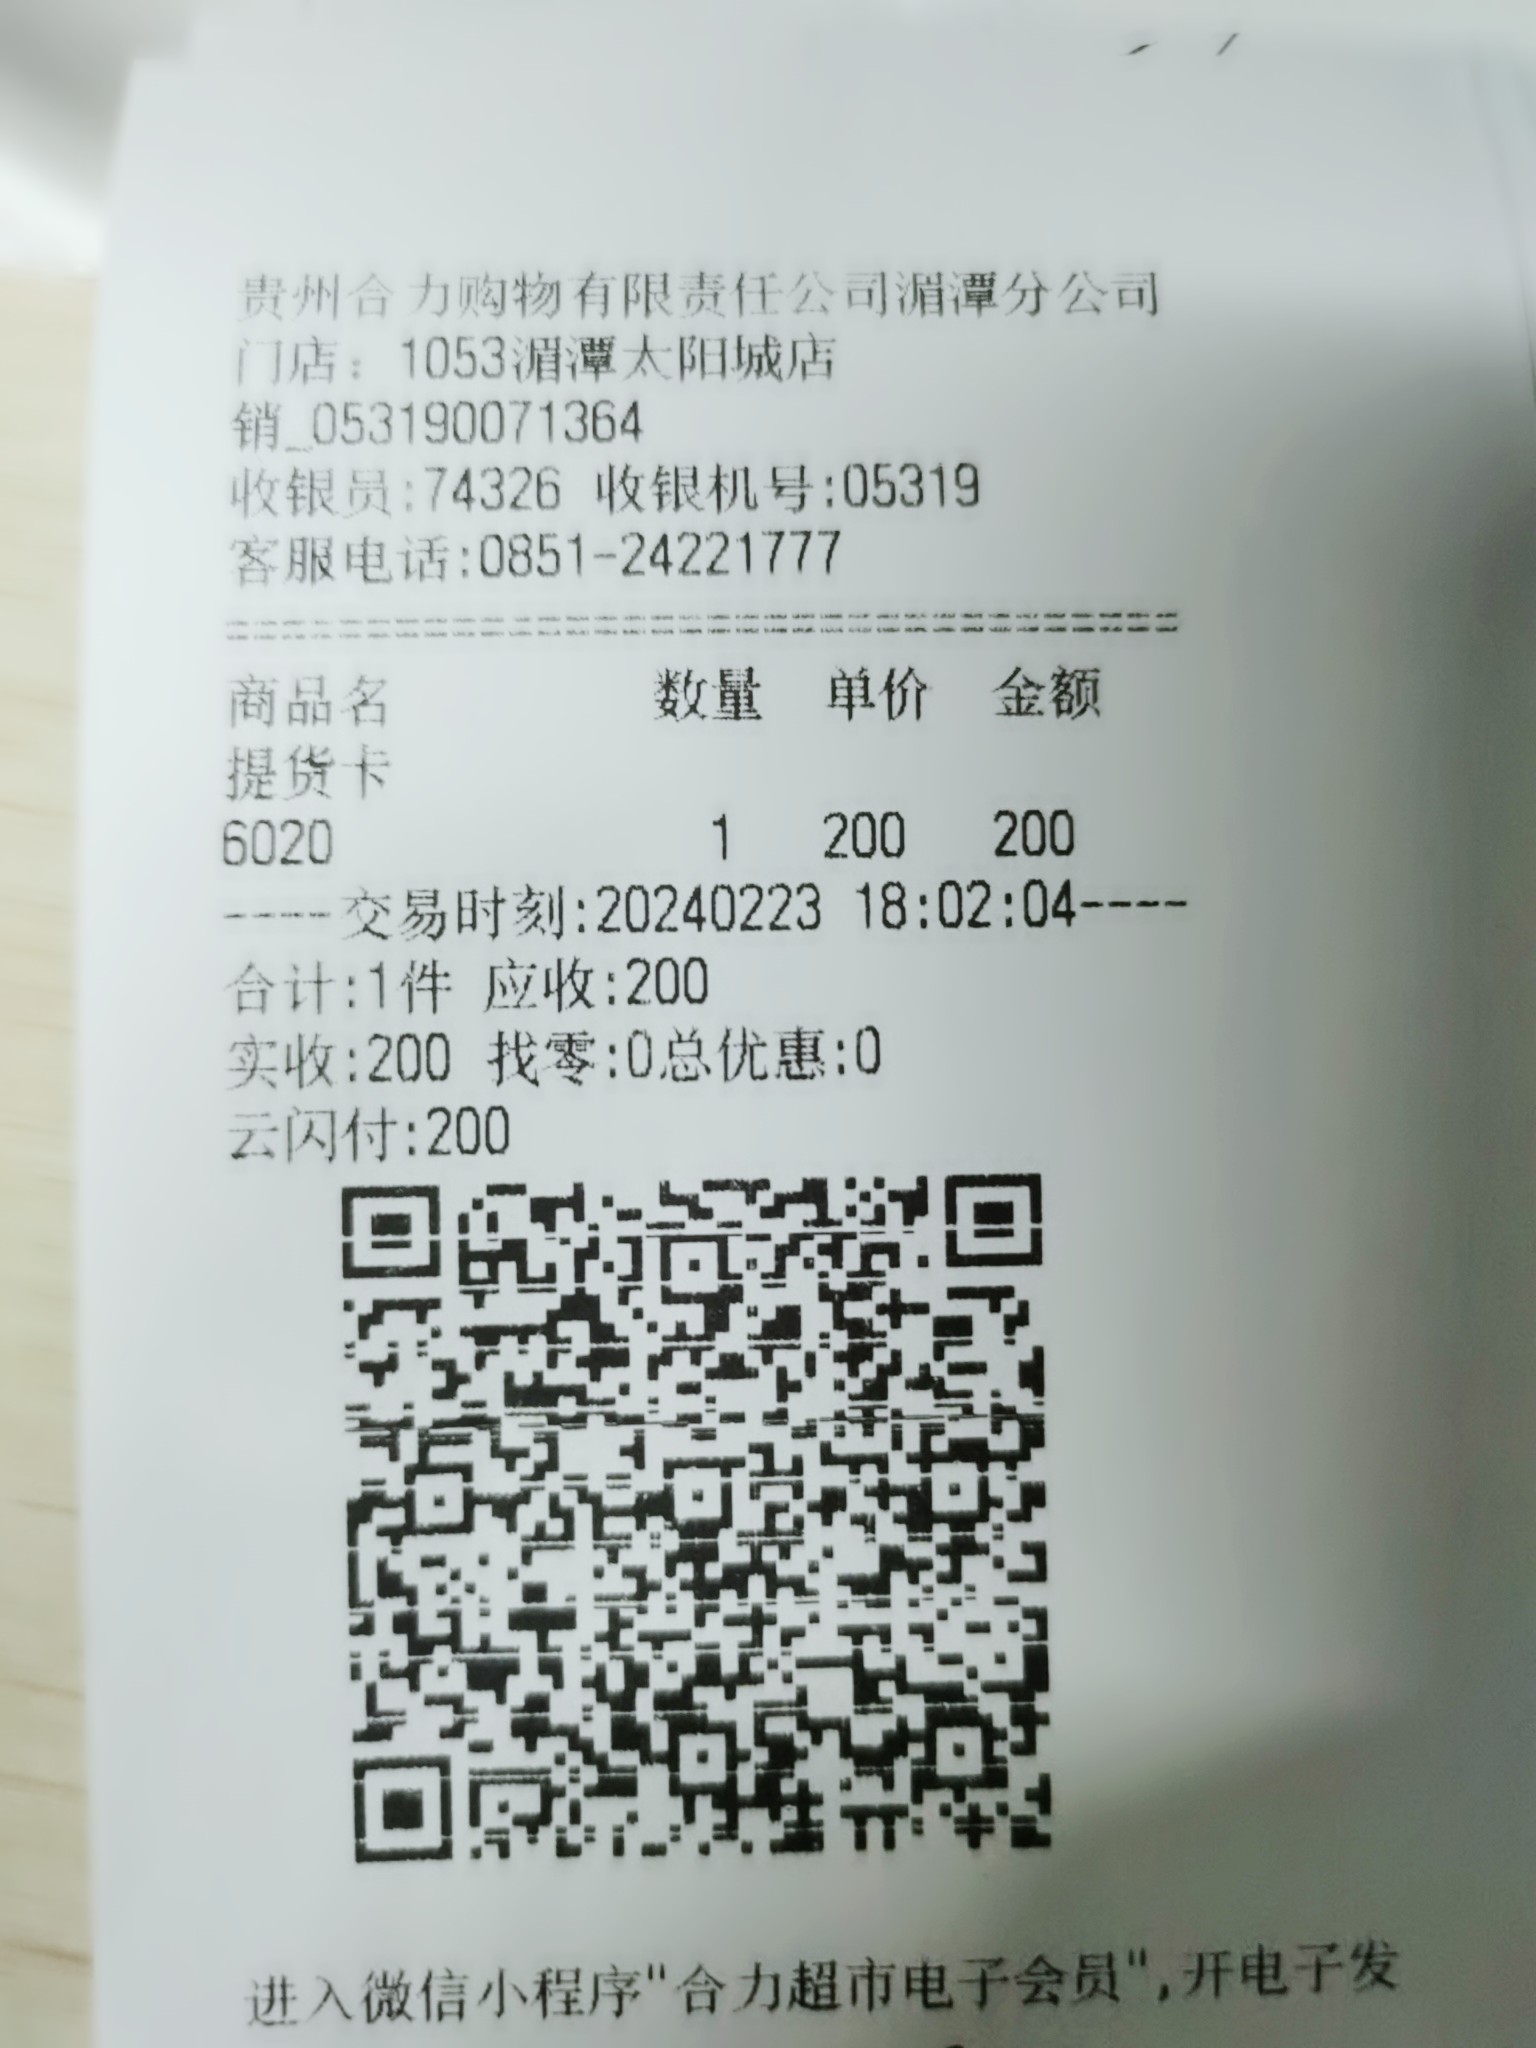 贵州合力购物有限责任公司湄潭分公司
门店：1053湄潭太阳城店
销_053190071364
收银员:74326 收银机号:05319
客服电话:0851-24221777
================================
商品名 数量 单价 金额
提货卡
6020 1 200 200
----交易时刻:20240223 18:02:04----
合计:1件 应收:200
实收:200 找零:0总优惠:0
云闪付:200
进入微信小程序"合力超市电子会员",开电子发